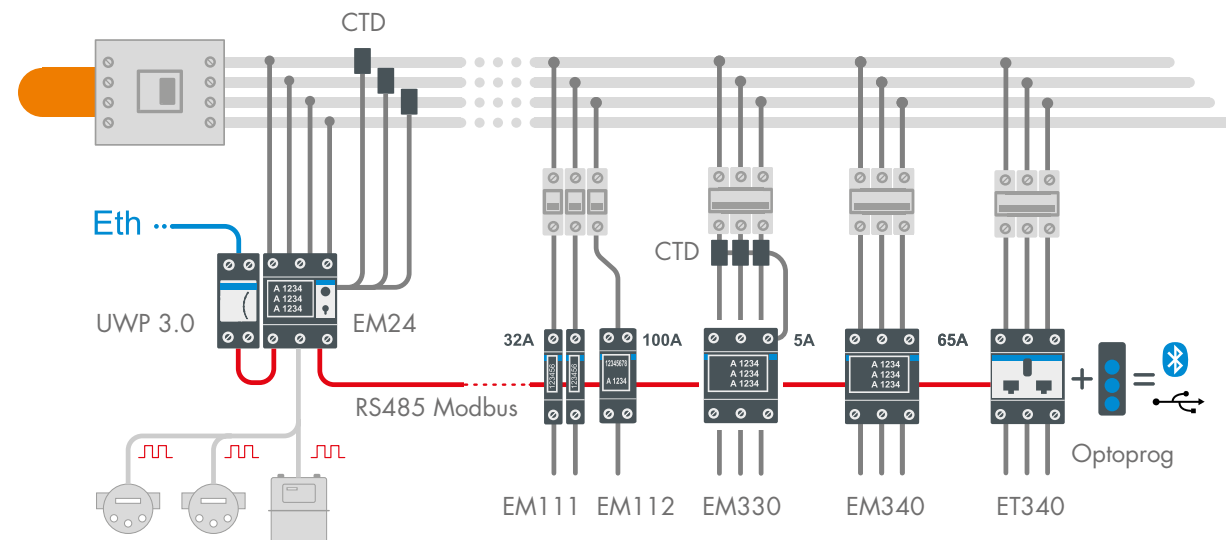 CTD
Eth
UWP 3.0
A 1234
A 1234
A 1234
EM24
CTD
32A
100A
5A
65A
123456
123456
12345678
A 1234
A 1234
A 1234
A 1234
A 1234
A 1234
A 1234
RS485 Modbus
Optoprog
EM111
EM112
EM330
EM340
ET340